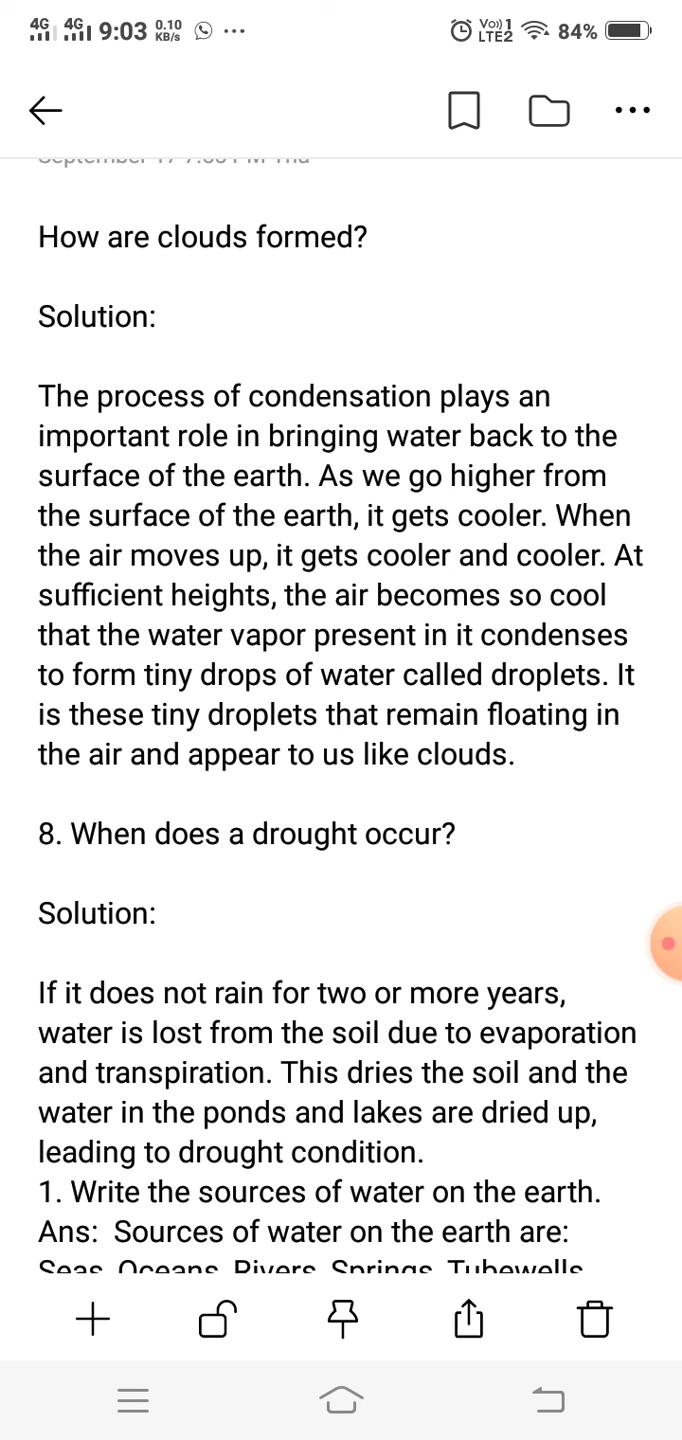 4G 4G 9:03 0.10 KB/s Vo)) 1 LTE2 84%
September 17 7:
How are clouds formed?
Solution:
The process of condensation plays an
important role in bringing water back to the
surface of the earth. As we go higher from
the surface of the earth, it gets cooler. When
the air moves up, it gets cooler and cooler. At
sufficient heights, the air becomes so cool
that the water vapor present in it condenses
to form tiny drops of water called droplets. It
is these tiny droplets that remain floating in
the air and appear to us like clouds.
8. When does a drought occur?
Solution:
If it does not rain for two or more years,
water is lost from the soil due to evaporation
and transpiration. This dries the soil and the
water in the ponds and lakes are dried up,
leading to drought condition.
1. Write the sources of water on the earth.
Ans:  Sources of water on the earth are:
Seas, Oceans, Rivers, Springs, Tubewells,